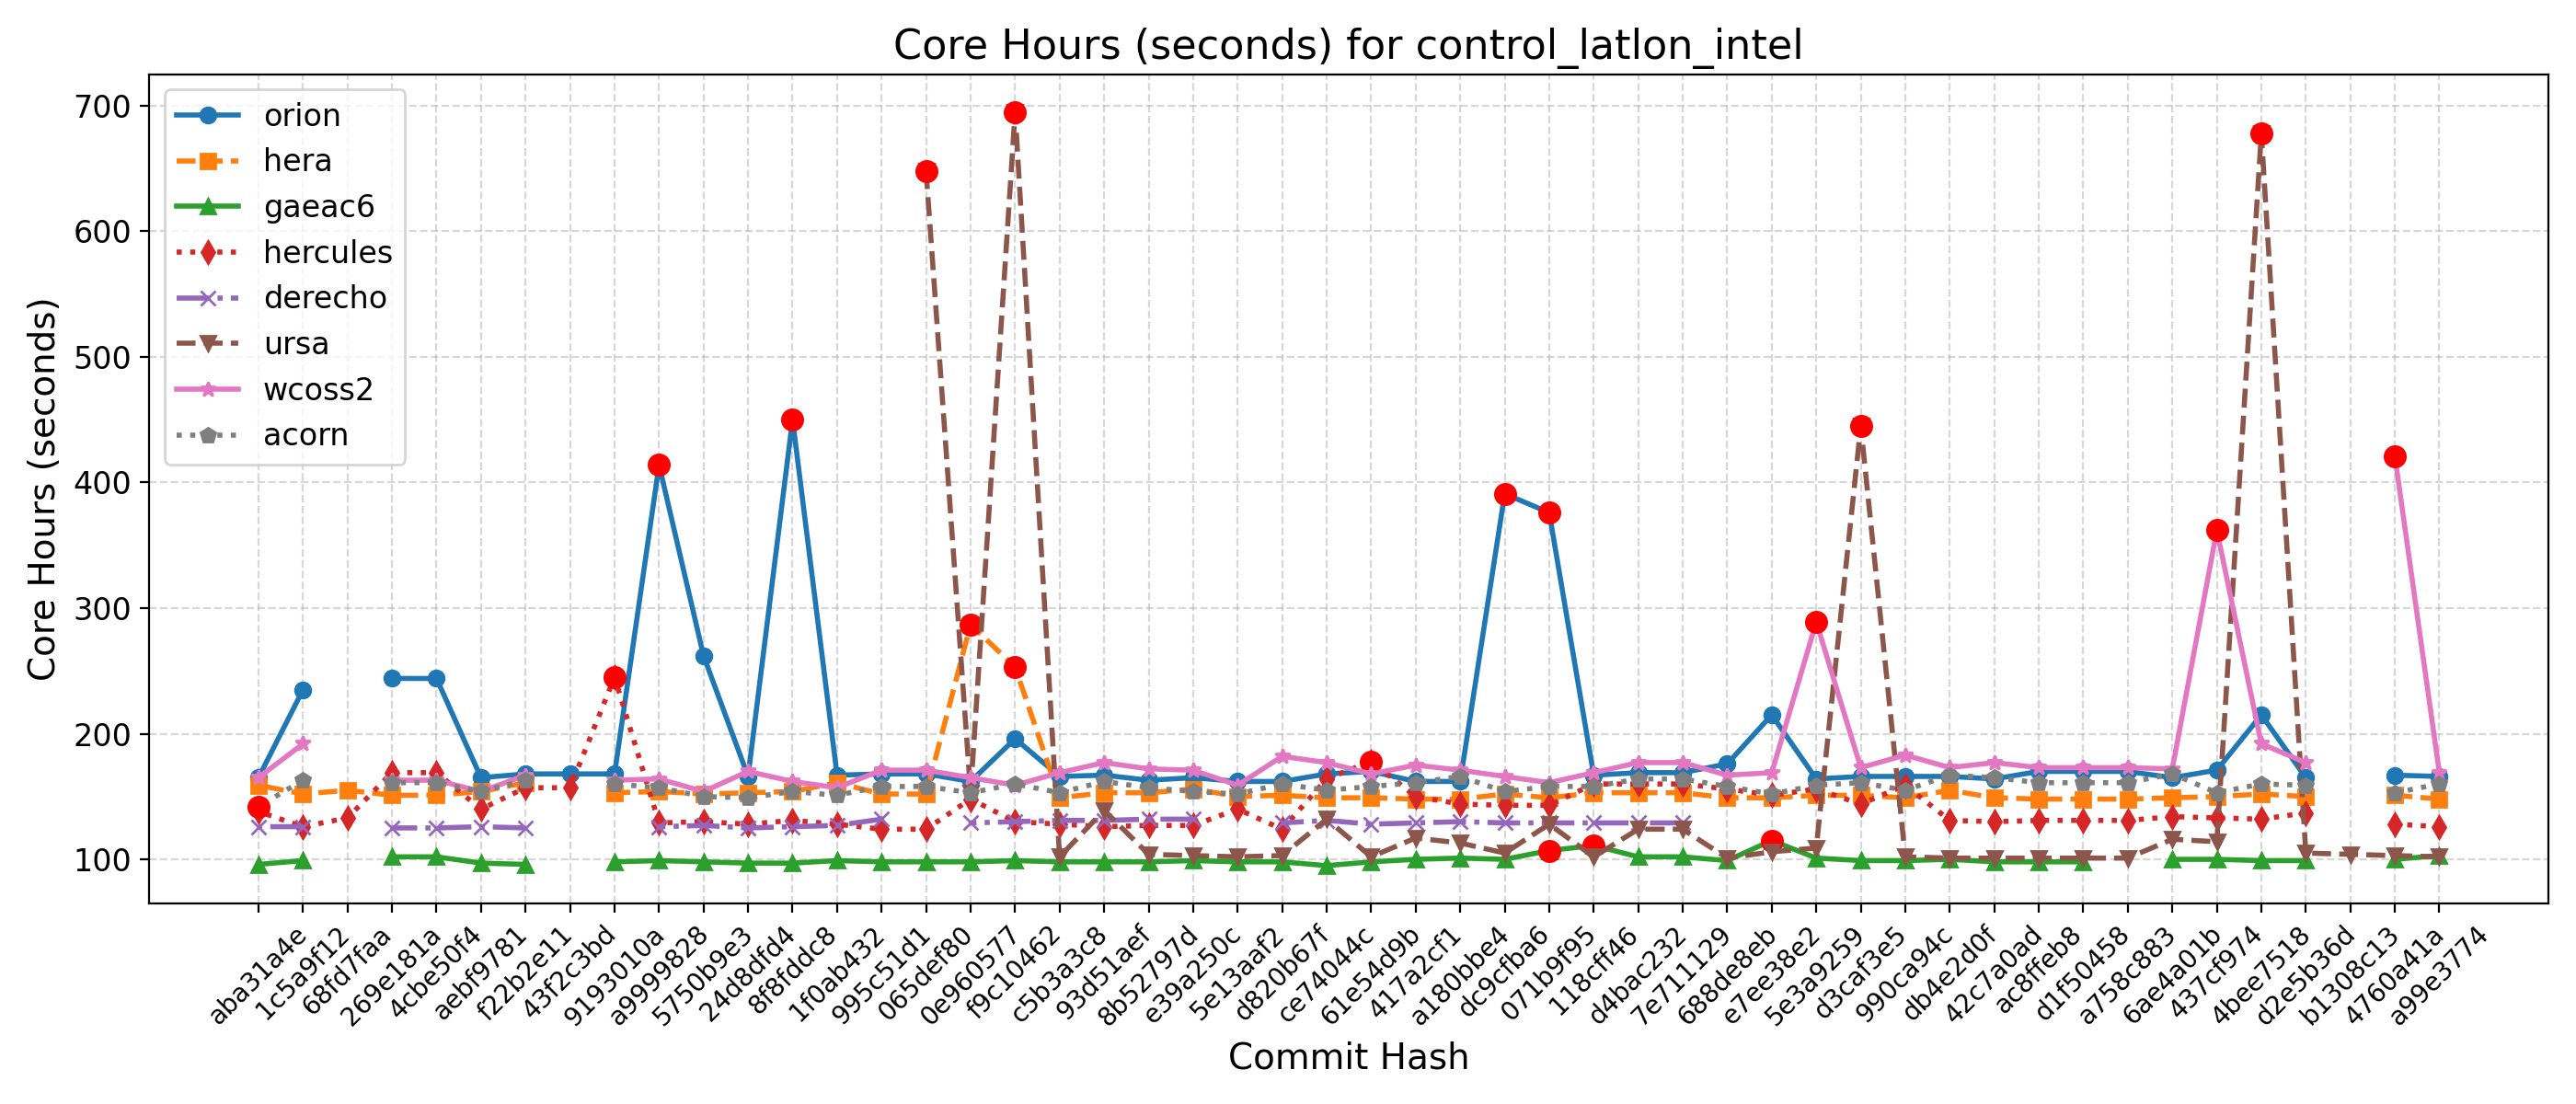 Core Hours (seconds) for control_latlon_intel
Core Hours (seconds)
700
600
500
400
300
200
100
orion
hera
gaeac6
hercules
derecho
ursa
wcoss2
acorn
aba31a4e
1c5a9f12
68fd7faa
269e181a
4cbe50f4
aebf9781
f22b2e11
43f2c3bd
9193010a
a9999828
5750b9e3
24d8dfd4
8f8fddc8
1f0ab432
995c51d1
065def80
0e960577
f9c10462
c5b3a3c8
93d51aef
8b52797d
e39a250c
5e13aaf2
d820b67f
ce74044c
61e54d9b
417a2cf1
a180bbe4
dc9cfba6
071b9f95
118cff46
d4bac232
7e711129
688de8eb
e7ee38e2
5e3a9259
d3caf3e5
990ca94c
db4e2d0f
42c7a0ad
ac8ffeb8
d1f50458
a758c883
6ae4a01b
437cf974
4bee7518
d2e5b36d
b1308c13
4760a41a
a99e3774
Commit Hash